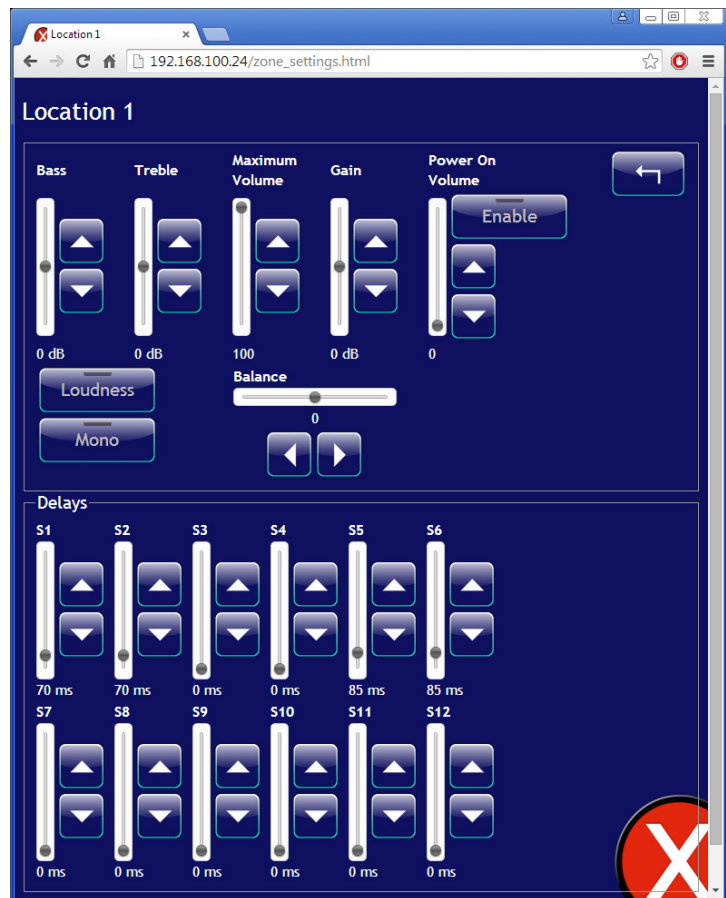 Location 1
192.168.100.24/zone_settings.html
Location 1
Bass
Treble
Maximum
Volume
Gain
Power On
Volume
Enable
0 dB
0 dB
100
0 dB
0
Loudness
Mono
Balance
0
Delays
S1
S2
S3
S4
S5
S6
70 ms
70 ms
0 ms
0 ms
85 ms
85 ms
S7
S8
S9
S10
S11
S12
0 ms
0 ms
0 ms
0 ms
0 ms
0 ms
X